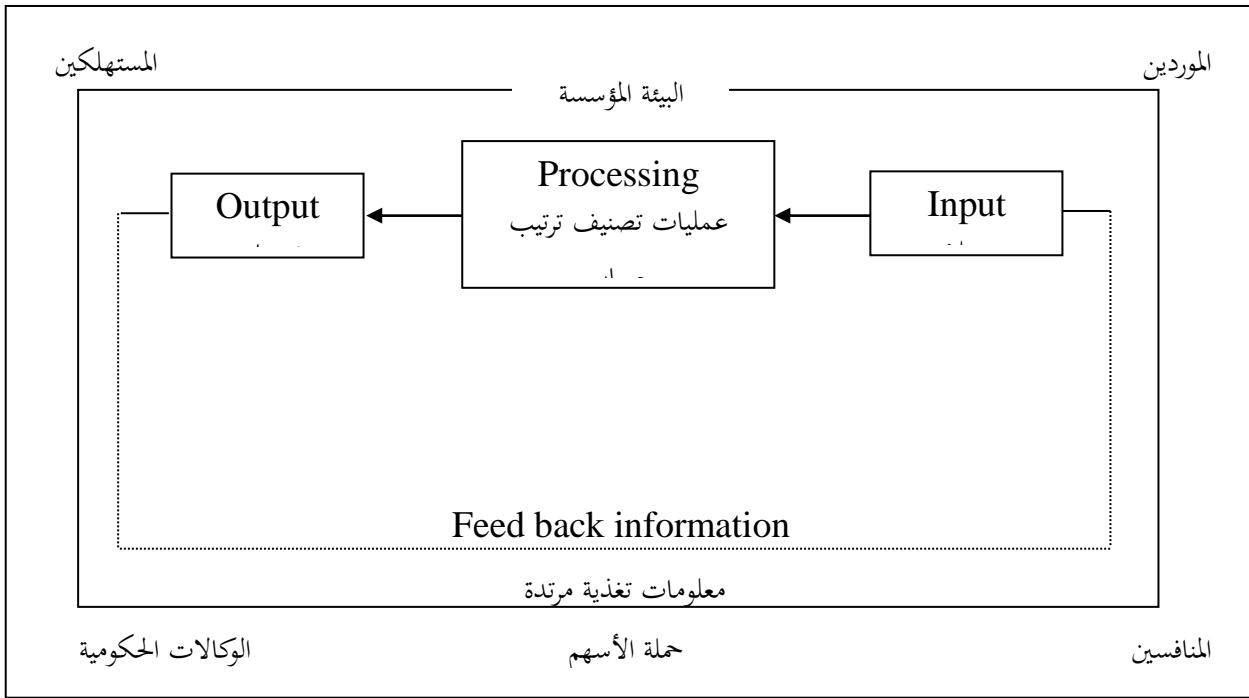 الموردين
المستهلكين
البيئة المؤسسة
Input
Processing
عمليات تصنيف ترتيب
Output
Feed back information
معلومات تغذية مرتدة
المنافسين
حملة الأسهم
الوكالات الحكومية